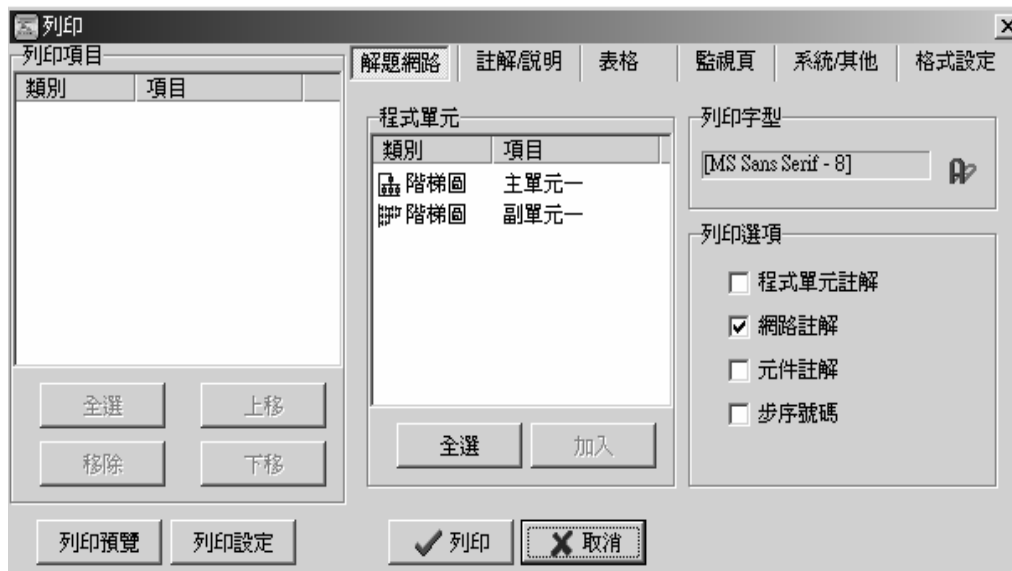 列印
列印項目
類別 項目
全選 上移
移除 下移
解題網路 註解/說明 表格 監視頁 系統/其他 格式設定
程式單元
類別 項目
階梯圖 主單元一
階梯圖 副單元一
全選 加入
列印字型
[MS Sans Serif - 8]
列印選項
程式單元註解
網路註解
元件註解
步序號碼
列印預覽 列印設定 列印 取消